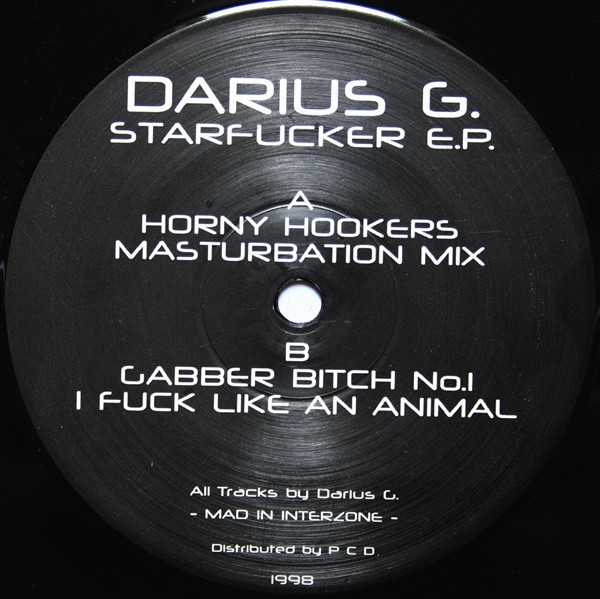 DARIUS G.
STARFUCKER E.P.
A
HORNY HOOKERS
MASTURBATION MIX
B
GABBER BITCH No.1
I FUCK LIKE AN ANIMAL
All Tracks by Darius G.
- MAD IN INTERZONE -
Distributed by P C D.
1998